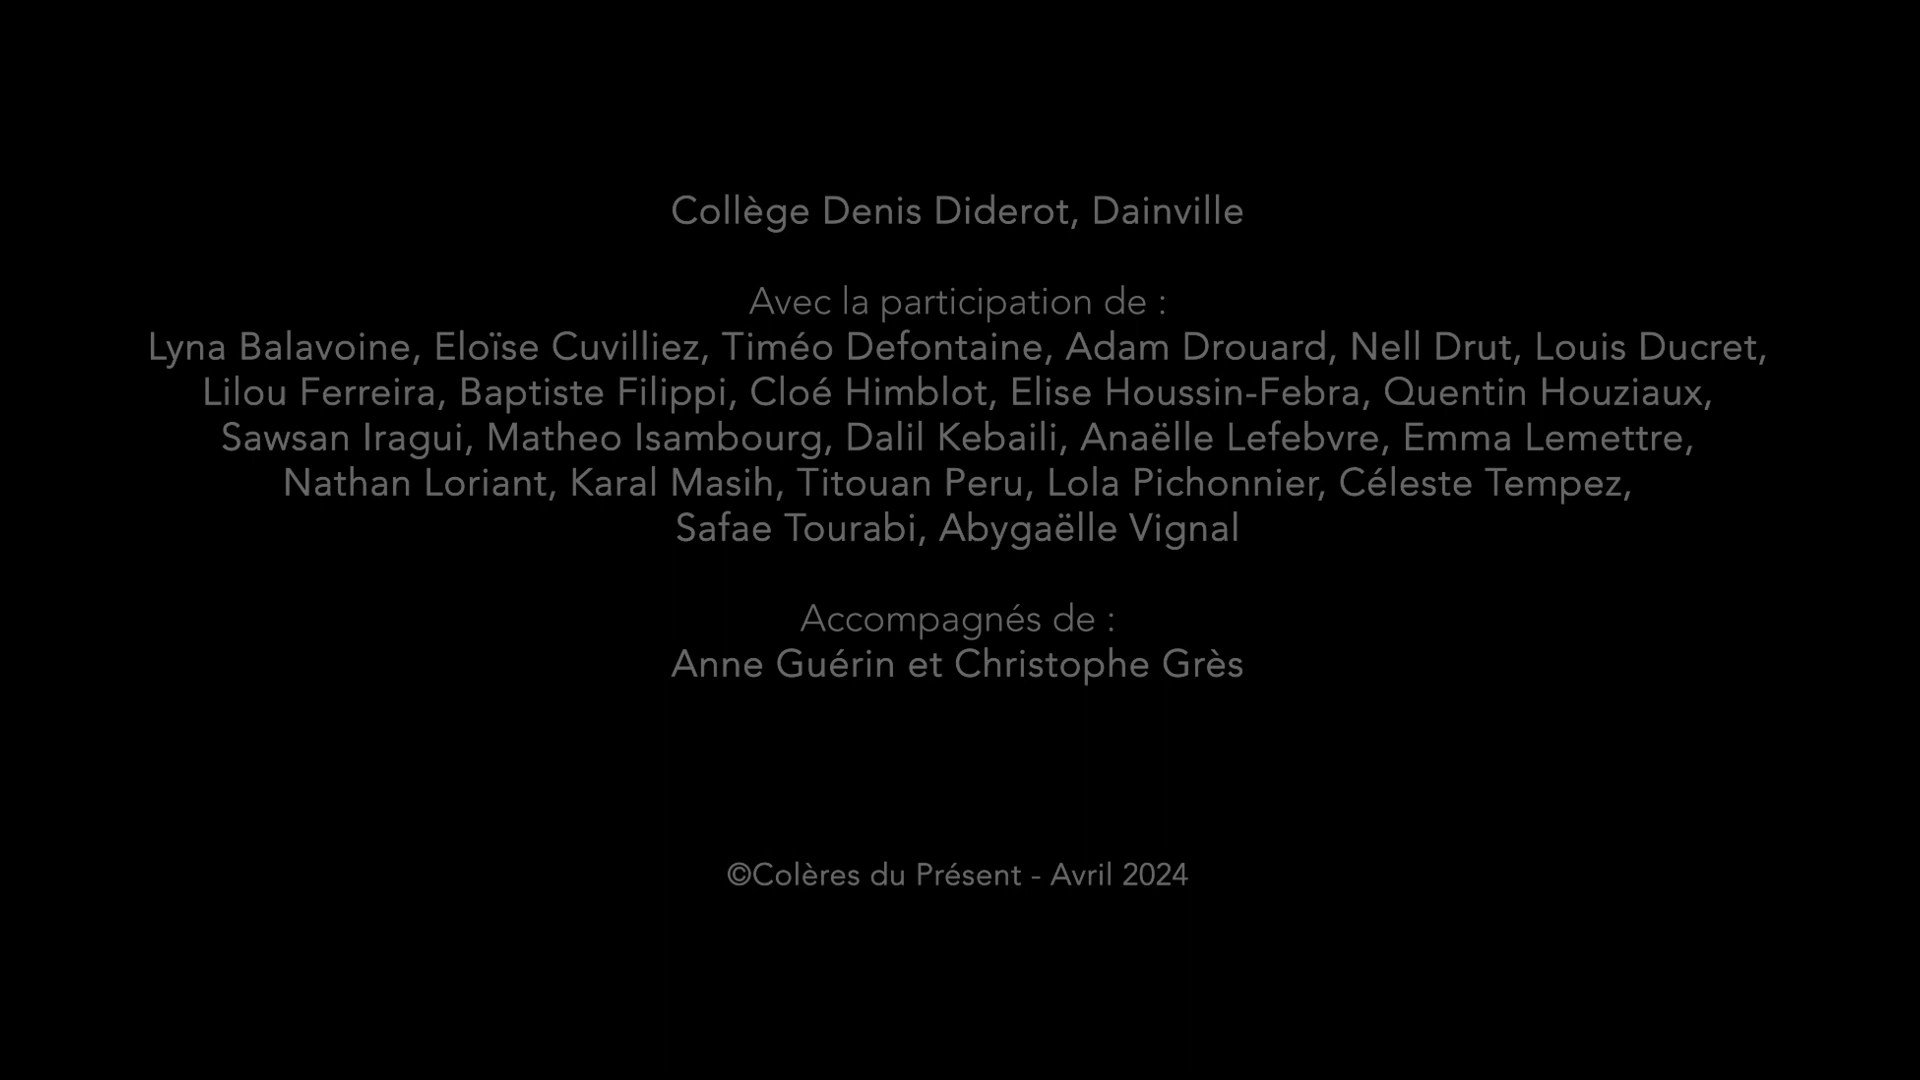 Collège Denis Diderot, Dainville
Avec la participation de :
Lyna Balavoine, Eloïse Cuvilliez, Timéo Defontaine, Adam Drouard, Nell Drut, Louis Ducret,
Lilou Ferreira, Baptiste Filippi, Cloé Himblot, Elise Houssin-Febra, Quentin Houziaux,
Sawsan Iragui, Matheo Isambourg, Dalil Kebaili, Anaëlle Lefebvre, Emma Lemettre,
Nathan Loriant, Karal Masih, Titouan Peru, Lola Pichonnier, Céleste Tempez,
Safae Tourabi, Abygaëlle Vignal
Accompagnés de :
Anne Guérin et Christophe Grès
©Colères du Présent - Avril 2024